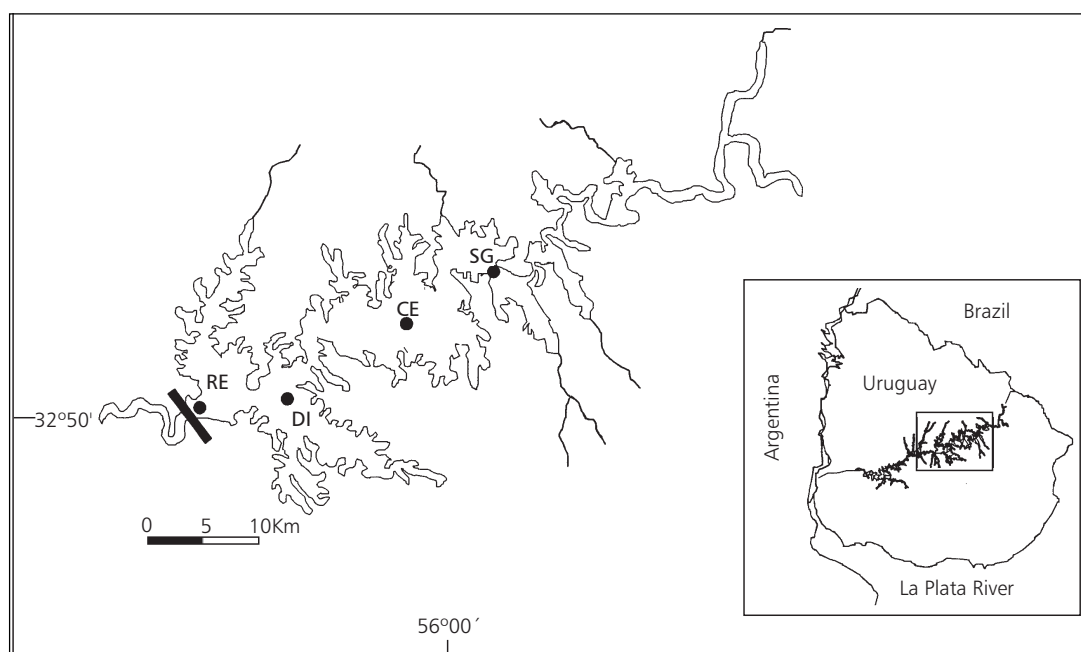 SG
CE
RE
DI
32º50'
0 5 10Km
56º00´
Brazil
Uruguay
Argentina
La Plata River